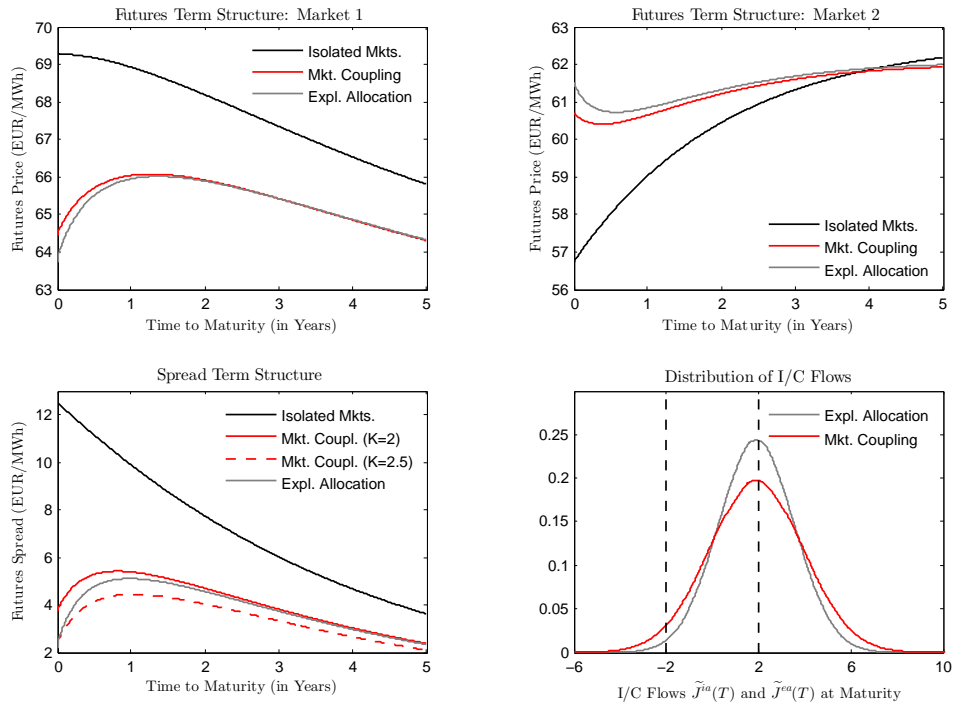 Futures Term Structure: Market 1
Futures Price (EUR/MWh)
70
69
68
67
66
65
64
63
Isolated Mkts.
Mkt. Coupling
Expl. Allocation
0 1 2 3 4 5
Time to Maturity (in Years)
Futures Term Structure: Market 2
Futures Price (EUR/MWh)
63
62
61
60
59
58
57
56
Isolated Mkts.
Mkt. Coupling
Expl. Allocation
0 1 2 3 4 5
Time to Maturity (in Years)
Spread Term Structure
Futures Spread (EUR/MWh)
12
10
8
6
4
2
Isolated Mkts.
Mkt. Coupl. (K=2)
Mkt. Coupl. (K=2.5)
Expl. Allocation
0 1 2 3 4 5
Time to Maturity (in Years)
Distribution of I/C Flows
0.25
0.2
0.15
0.1
0.05
0
Expl. Allocation
Mkt. Coupling
−6 −2 2 6 10
I/C Flows J̃ⁱᵃ(T) and J̃ᵉᵃ(T) at Maturity